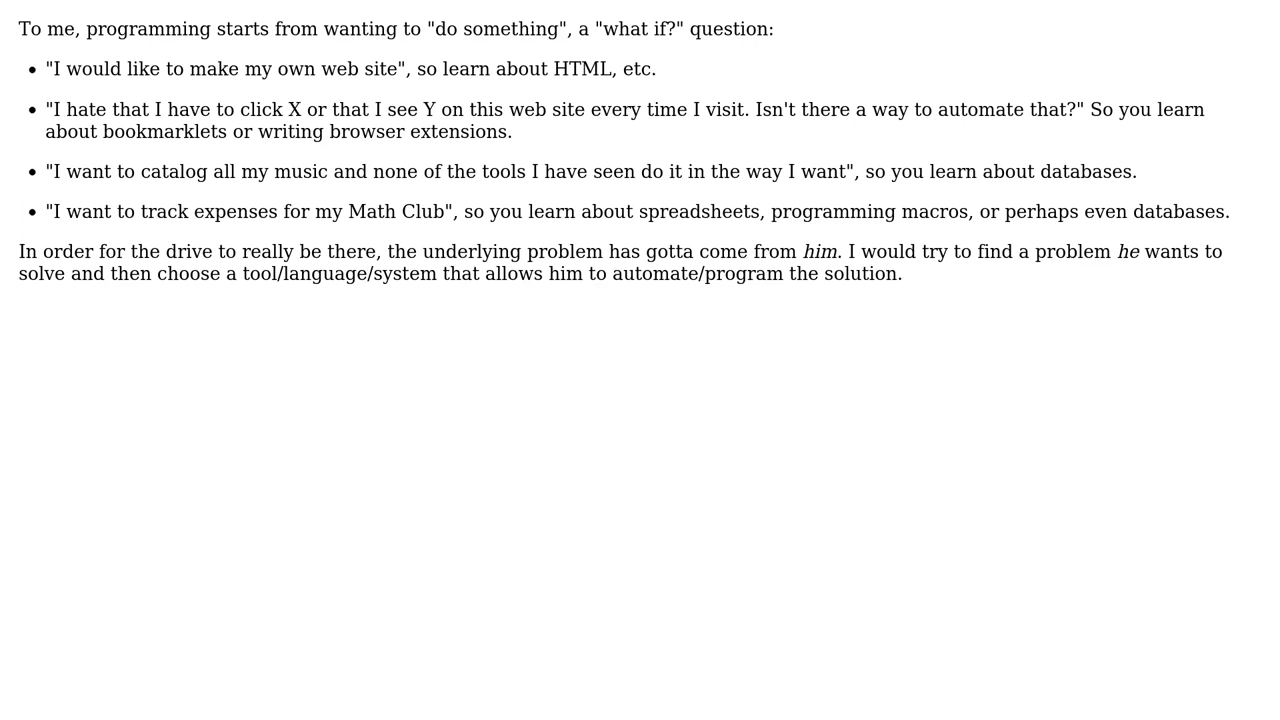 To me, programming starts from wanting to "do something", a "what if?" question:
• "I would like to make my own web site", so learn about HTML, etc.
• "I hate that I have to click X or that I see Y on this web site every time I visit. Isn't there a way to automate that?" So you learn
about bookmarklets or writing browser extensions.
• "I want to catalog all my music and none of the tools I have seen do it in the way I want", so you learn about databases.
• "I want to track expenses for my Math Club", so you learn about spreadsheets, programming macros, or perhaps even databases.
In order for the drive to really be there, the underlying problem has gotta come from him. I would try to find a problem he wants to
solve and then choose a tool/language/system that allows him to automate/program the solution.